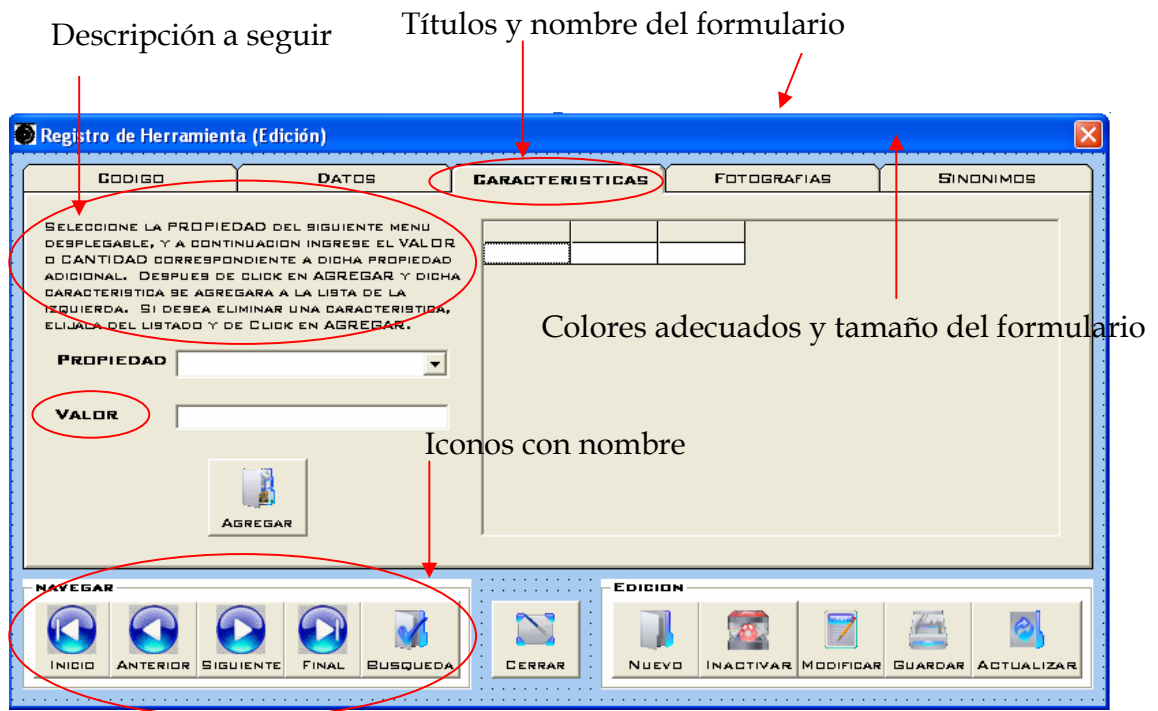 Descripción a seguir
Títulos y nombre del formulario
Registro de Herramienta (Edición)
CODIGO DATOS CARACTERISTICAS FOTOGRAFIAS SINONIMOS
SELECCIONE LA PROPIEDAD DEL SIGUIENTE MENU
DESPLEGABLE, Y A CONTINUACION INGRESE EL VALOR
O CANTIDAD CORRESPONDIENTE A DICHA PROPIEDAD
ADICIONAL. DESPUES DE CLICK EN AGREGAR Y DICHA
CARACTERISTICA SE AGREGARA A LA LISTA DE LA
IZQUIERDA. SI DESEA ELIMINAR UNA CARACTERISTICA,
ELIJALA DEL LISTADO Y DE CLICK EN AGREGAR.
Colores adecuados y tamaño del formulario
PROPIEDAD
VALOR
Iconos con nombre
AGREGAR
NAVEGAR
INICIO ANTERIOR SIGUIENTE FINAL BUSQUEDA
CERRAR
EDICION
NUEVO INACTIVAR MODIFICAR GUARDAR ACTUALIZAR